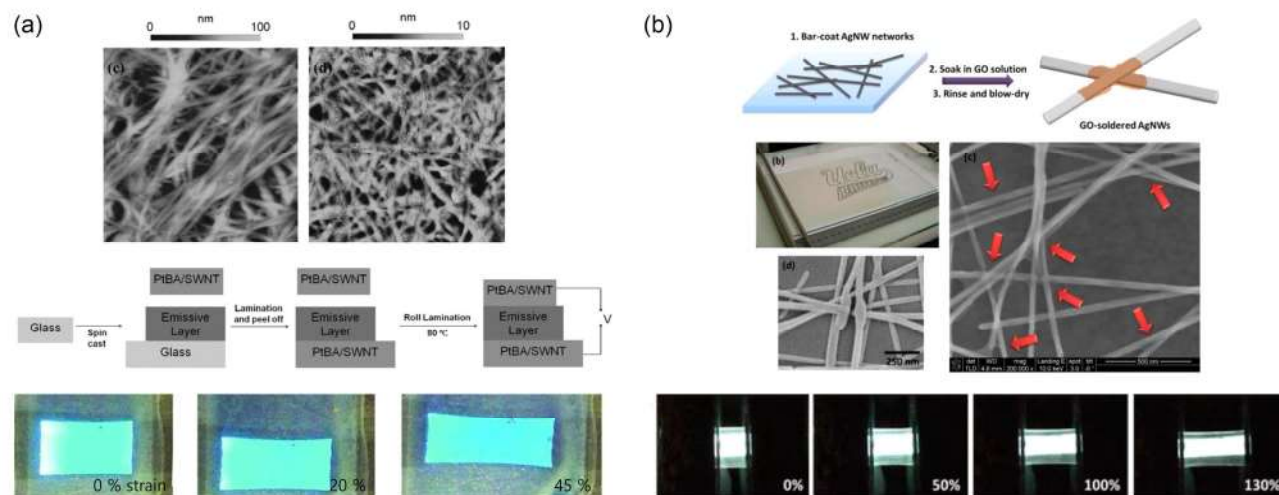 (a)
nm
0 100
nm
0 10
(c)
(d)
PtBA/SWNT
PtBA/SWNT
PtBA/SWNT
Glass
Spin
cast
Emissive
Layer
Glass
Lamination
and peel off
Emissive
Layer
PtBA/SWNT
Roll Lamination
80 °C
Emissive
Layer
PtBA/SWNT
V
0 % strain
20 %
45 %
(b)
1. Bar-coat AgNW networks
2. Soak in GO solution
3. Rinse and blow-dry
GO-soldered AgNWs
(b)
(c)
(d)
250 nm
500 nm
0%
50%
100%
130%